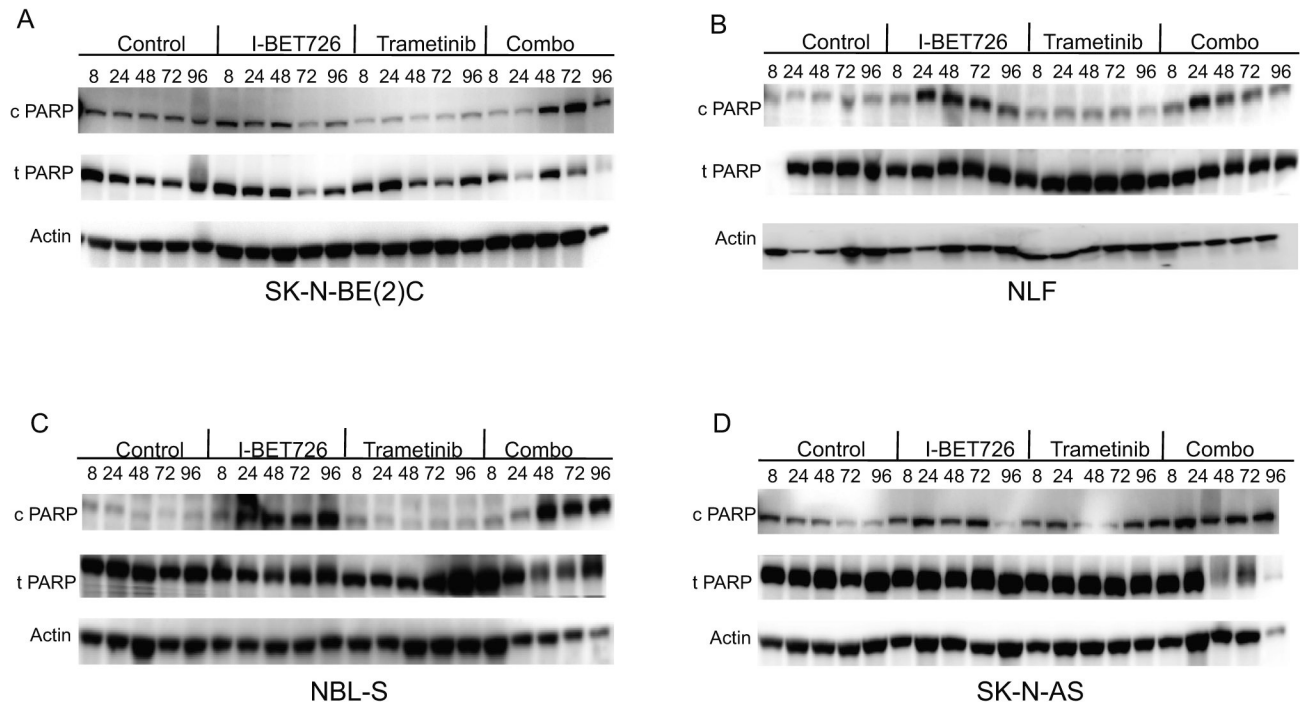 A
Control I-BET726 Trametinib Combo
8 24 48 72 96 8 24 48 72 96 8 24 48 72 96 8 24 48 72 96
c PARP
t PARP
Actin
SK-N-BE(2)C
B
Control I-BET726 Trametinib Combo
8 24 48 72 96 8 24 48 72 96 8 24 48 72 96 8 24 48 72 96
c PARP
t PARP
Actin
NLF
C
Control I-BET726 Trametinib Combo
8 24 48 72 96 8 24 48 72 96 8 24 48 72 96 8 24 48 72 96
c PARP
t PARP
Actin
NBL-S
D
Control I-BET726 Trametinib Combo
8 24 48 72 96 8 24 48 72 96 8 24 48 72 96 8 24 48 72 96
c PARP
t PARP
Actin
SK-N-AS